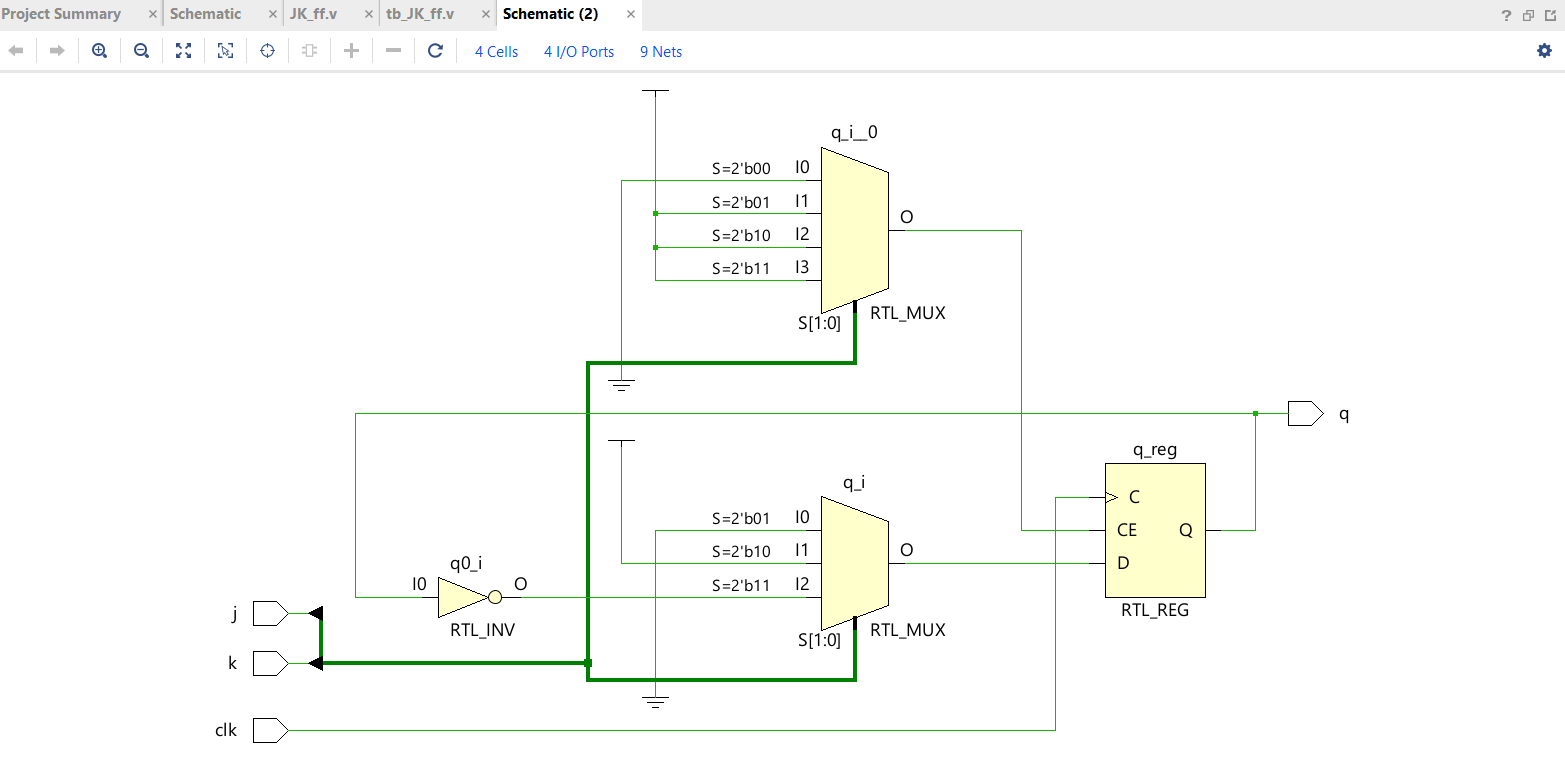 Project Summary × Schematic × JK_ff.v × tb_JK_ff.v × Schematic (2) ×
?
4 Cells 4 I/O Ports 9 Nets
q_i__0
S=2'b00 I0
S=2'b01 I1
O
S=2'b10 I2
S=2'b11 I3
S[1:0] RTL_MUX
q
q_reg
q_i
C
S=2'b01 I0
CE Q
S=2'b10 I1 O
D
q0_i
I0 O
S=2'b11 I2
RTL_REG
j
RTL_INV
S[1:0] RTL_MUX
k
clk